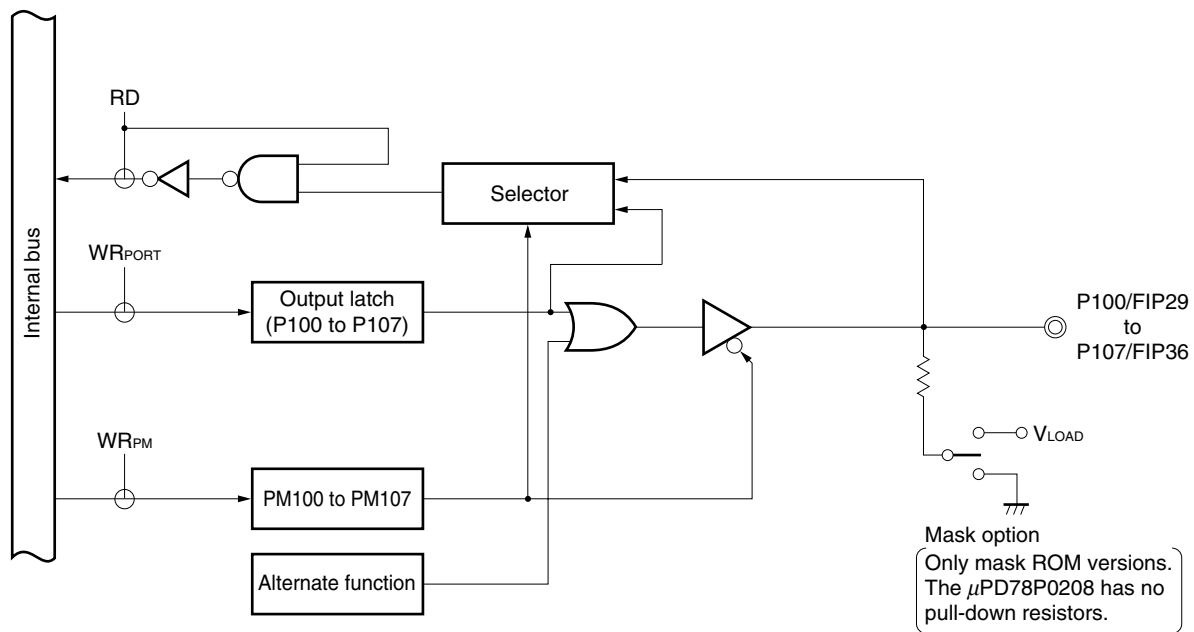 Internal bus
RD
Selector
WRPORT
Output latch
(P100 to P107)
P100/FIP29
to
P107/FIP36
WRPM
PM100 to PM107
VLOAD
Alternate function
Mask option
Only mask ROM versions.
The μPD78P0208 has no
pull-down resistors.